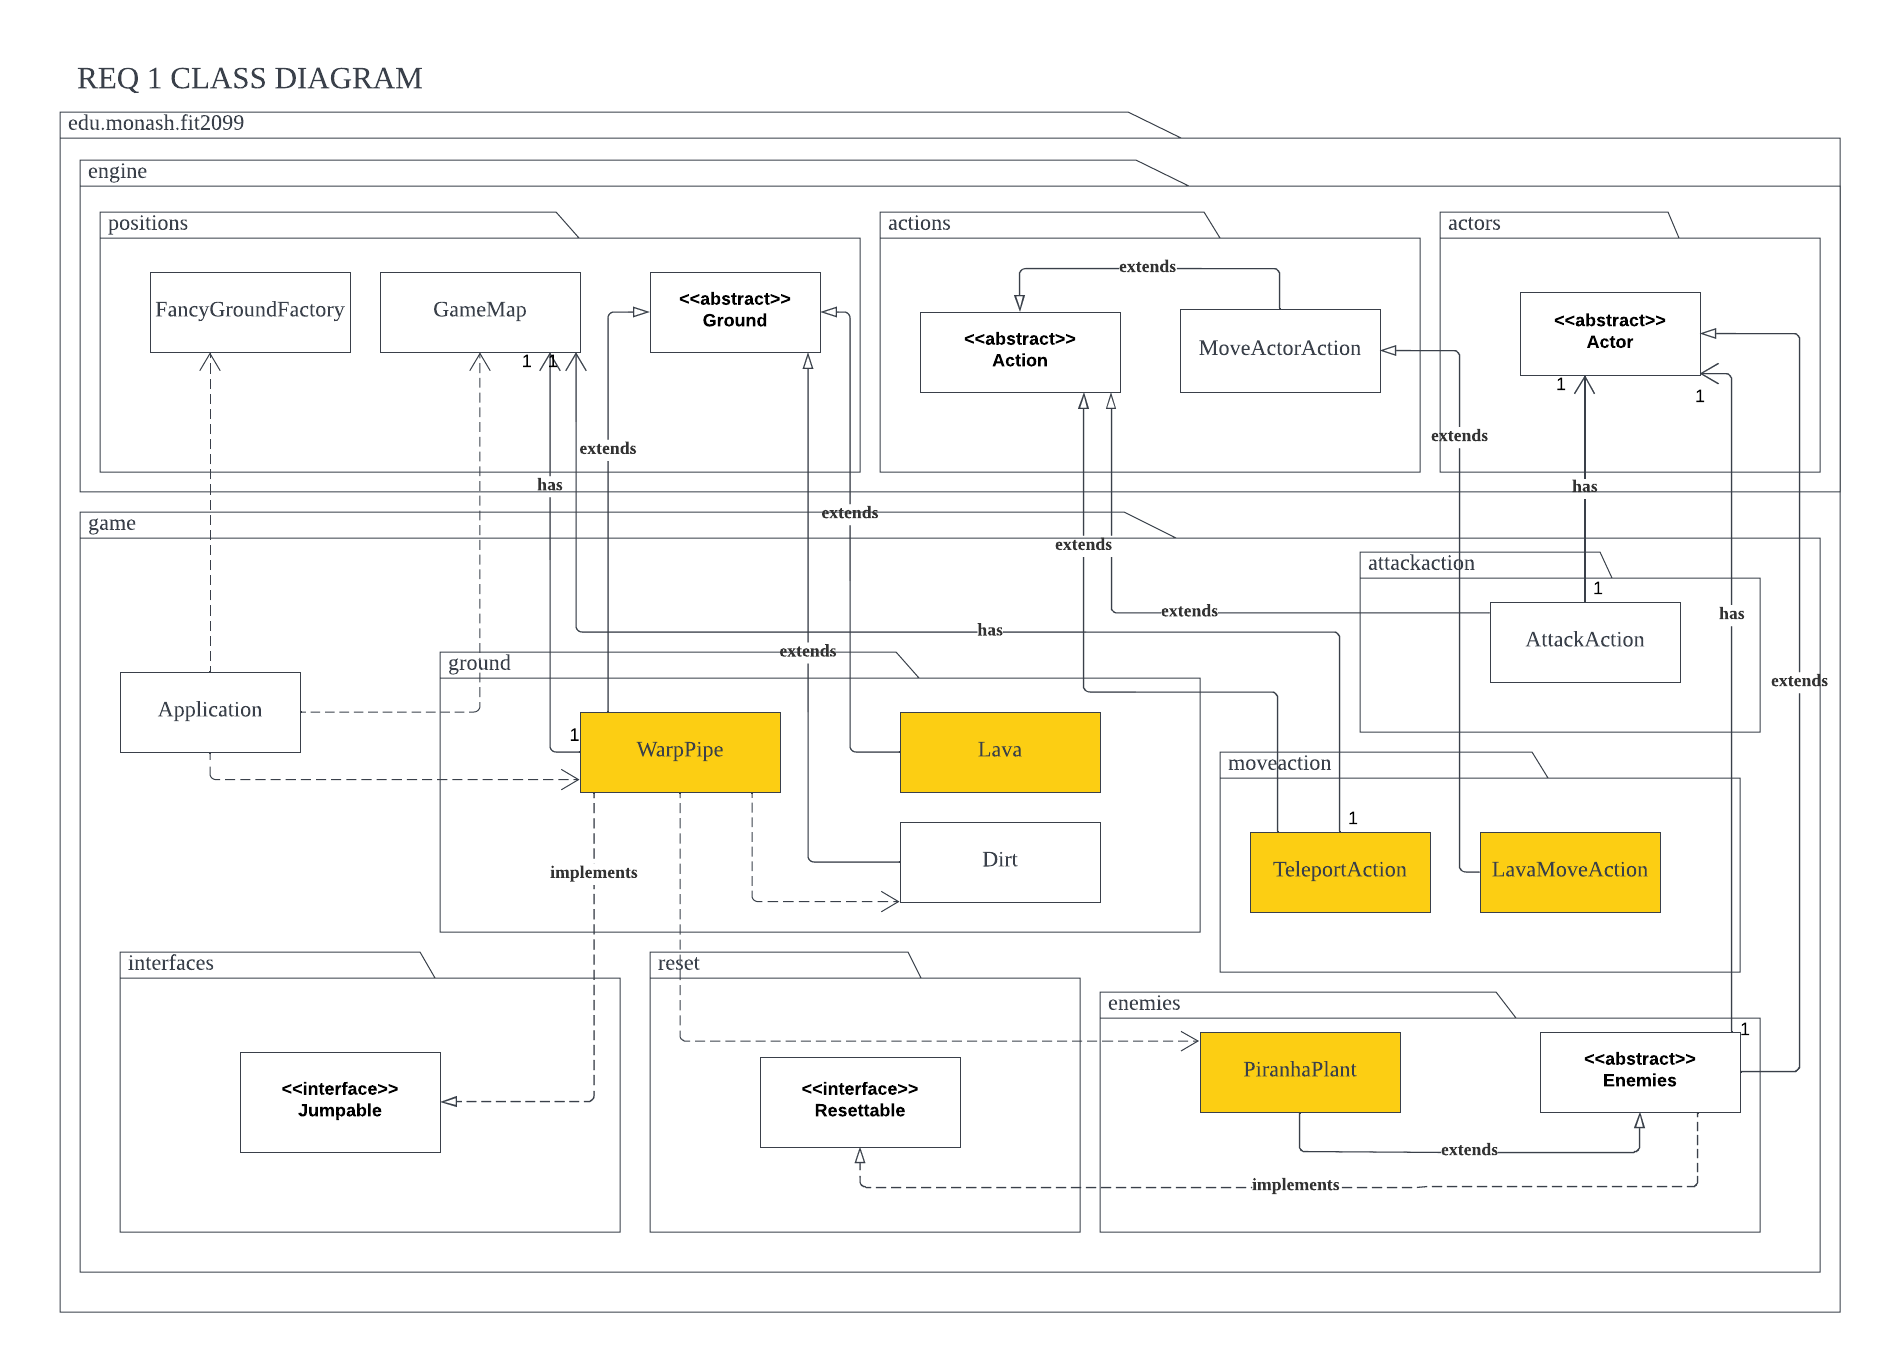 REQ 1 CLASS DIAGRAM
edu.monash.fit2099
engine
positions
actions
actors
FancyGroundFactory
GameMap
<<abstract>>
Ground
extends
<<abstract>>
Action
MoveActorAction
<<abstract>>
Actor
1
1
1
1
extends
extends
has
has
extends
game
extends
attackaction
1
extends
has
AttackAction
has
extends
ground
extends
Application
1
WarpPipe
Lava
moveaction
1
Dirt
implements
TeleportAction
LavaMoveAction
interfaces
reset
enemies
1
<<interface>>
Jumpable
<<interface>>
Resettable
PiranhaPlant
<<abstract>>
Enemies
extends
implements